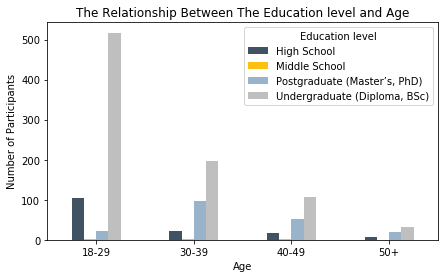 The Relationship Between The Education level and Age
Education level
High School
Middle School
Postgraduate (Master’s, PhD)
Undergraduate (Diploma, BSc)
Number of Participants
500
400
300
200
100
0
18-29
30-39
40-49
50+
Age